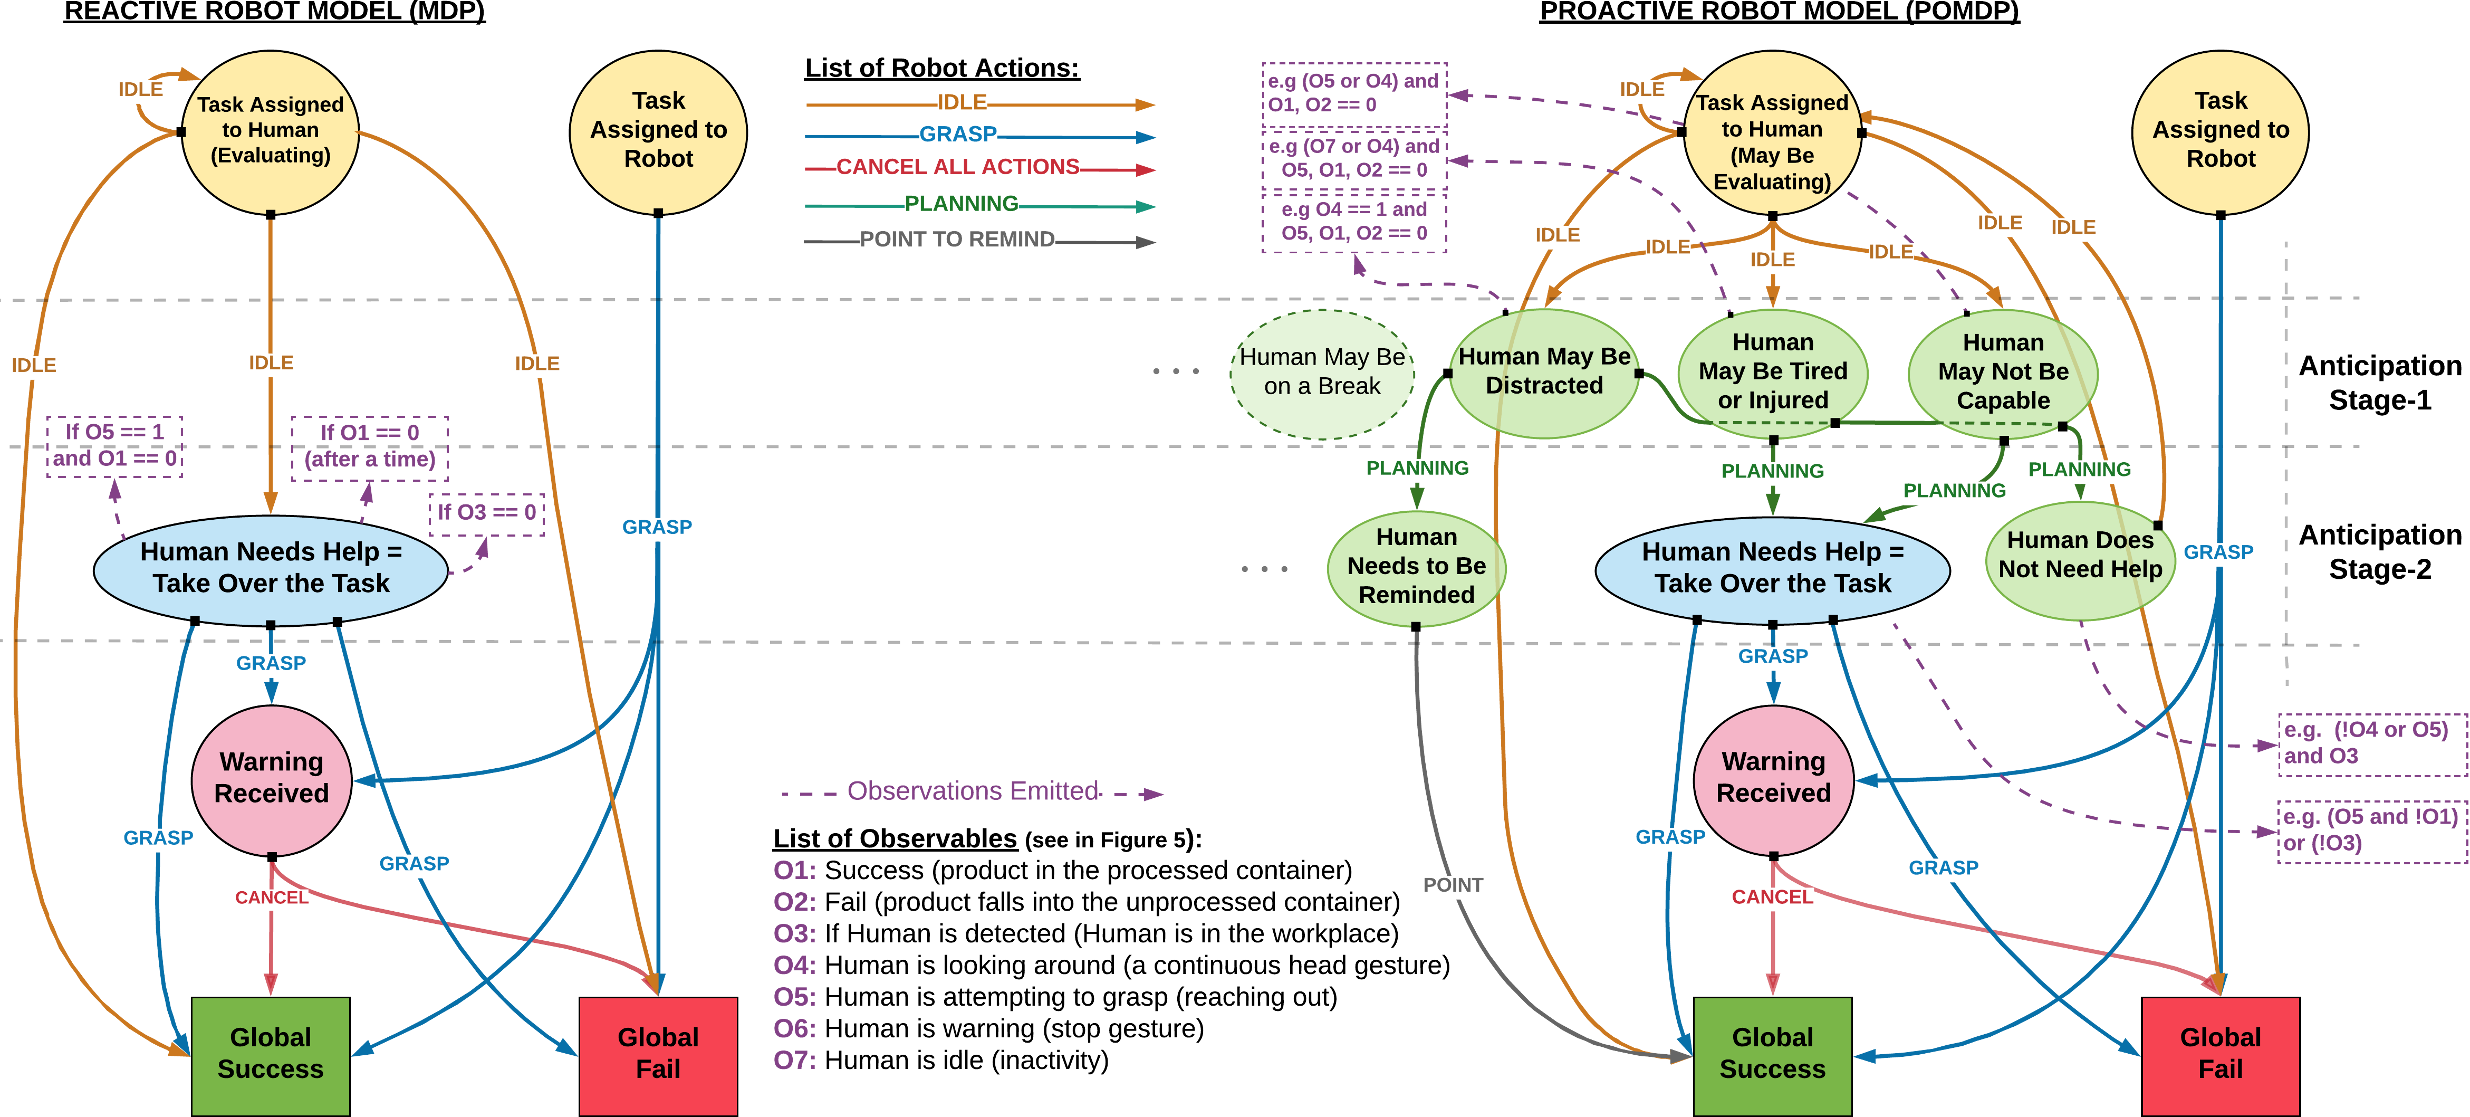 REACTIVE ROBOT MODEL (MDP)
IDLE
Task Assigned
to Human
(Evaluating)
Task
Assigned to
Robot
IDLE
IDLE
IDLE
If O5 == 1
and O1 == 0
If O1 == 0
(after a time)
If O3 == 0
GRASP
Human Needs Help =
Take Over the Task
GRASP
Warning
Received
GRASP
GRASP
CANCEL
Global
Success
Global
Fail
List of Robot Actions:
IDLE
GRASP
CANCEL ALL ACTIONS
PLANNING
POINT TO REMIND
Observations Emitted
List of Observables (see in Figure 5):
O1: Success (product in the processed container)
O2: Fail (product falls into the unprocessed container)
O3: If Human is detected (Human is in the workplace)
O4: Human is looking around (a continuous head gesture)
O5: Human is attempting to grasp (reaching out)
O6: Human is warning (stop gesture)
O7: Human is idle (inactivity)
PROACTIVE ROBOT MODEL (POMDP)
e.g (O5 or O4) and
O1, O2 == 0
e.g (O7 or O4) and
O5, O1, O2 == 0
e.g O4 == 1 and
O5, O1, O2 == 0
IDLE
Task Assigned
to Human
(May Be
Evaluating)
Task
Assigned to
Robot
IDLE
IDLE
IDLE
IDLE
IDLE
IDLE
Human May Be
on a Break
Human May Be
Distracted
Human
May Be Tired
or Injured
Human
May Not Be
Capable
Anticipation
Stage-1
PLANNING
PLANNING
PLANNING
PLANNING
Human
Needs to Be
Reminded
Human Needs Help =
Take Over the Task
Human Does
Not Need Help
GRASP
Anticipation
Stage-2
GRASP
Warning
Received
e.g. (!O4 or O5)
and O3
e.g. (O5 and !O1)
or (!O3)
GRASP
GRASP
POINT
CANCEL
Global
Success
Global
Fail